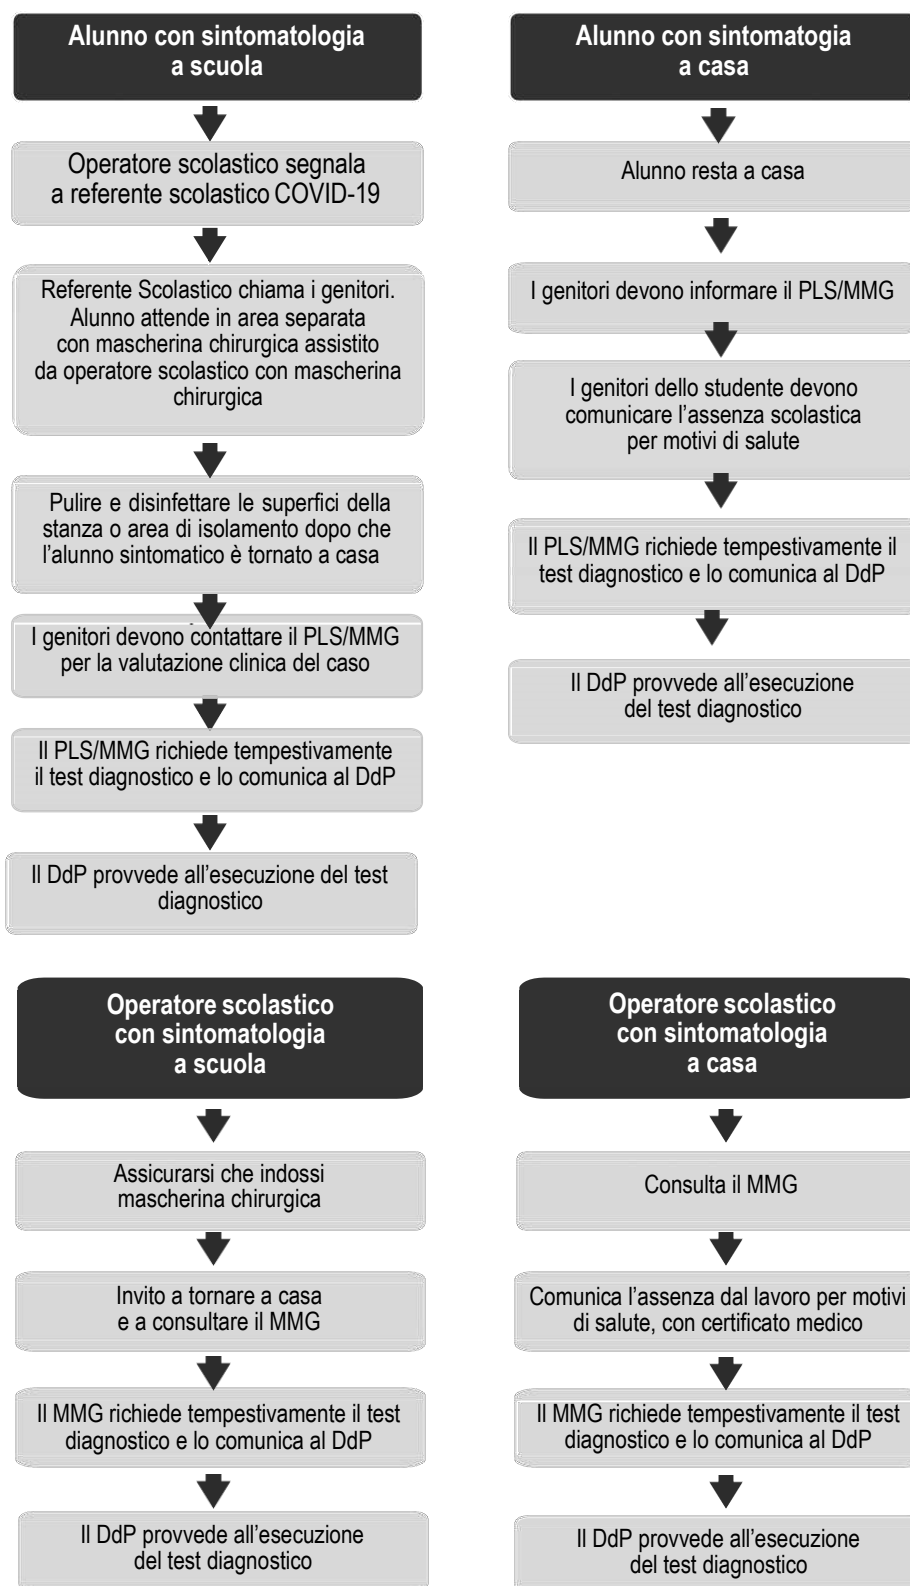 Alunno con sintomatologia
a scuola
Operatore scolastico segnala
a referente scolastico COVID-19
Referente Scolastico chiama i genitori.
Alunno attende in area separata
con mascherina chirurgica assistito
da operatore scolastico con mascherina
chirurgica
Pulire e disinfettare le superfici della
stanza o area di isolamento dopo che
l’alunno sintomatico è tornato a casa
I genitori devono contattare il PLS/MMG
per la valutazione clinica del caso
Il PLS/MMG richiede tempestivamente
il test diagnostico e lo comunica al DdP
Il DdP provvede all’esecuzione del test
diagnostico
Alunno con sintomatogia
a casa
Alunno resta a casa
I genitori devono informare il PLS/MMG
I genitori dello studente devono
comunicare l’assenza scolastica
per motivi di salute
Il PLS/MMG richiede tempestivamente il
test diagnostico e lo comunica al DdP
Il DdP provvede all’esecuzione
del test diagnostico
Operatore scolastico
con sintomatologia
a scuola
Assicurarsi che indossi
mascherina chirurgica
Invito a tornare a casa
e a consultare il MMG
Il MMG richiede tempestivamente il test
diagnostico e lo comunica al DdP
Il DdP provvede all’esecuzione
del test diagnostico
Operatore scolastico
con sintomatologia
a casa
Consulta il MMG
Comunica l’assenza dal lavoro per motivi
di salute, con certificato medico
Il MMG richiede tempestivamente il test
diagnostico e lo comunica al DdP
Il DdP provvede all’esecuzione
del test diagnostico